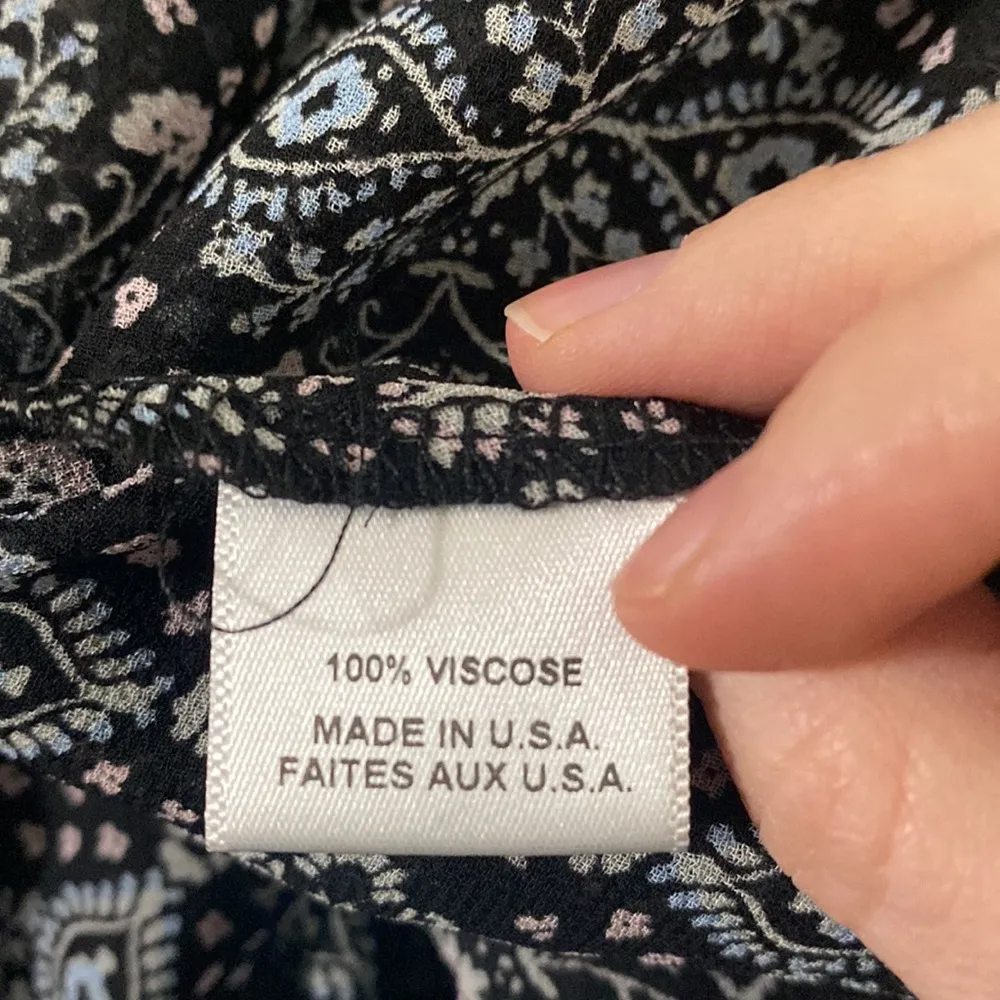 100% VISCOSE
MADE IN U.S.A.
FAITES AUX U.S.A.